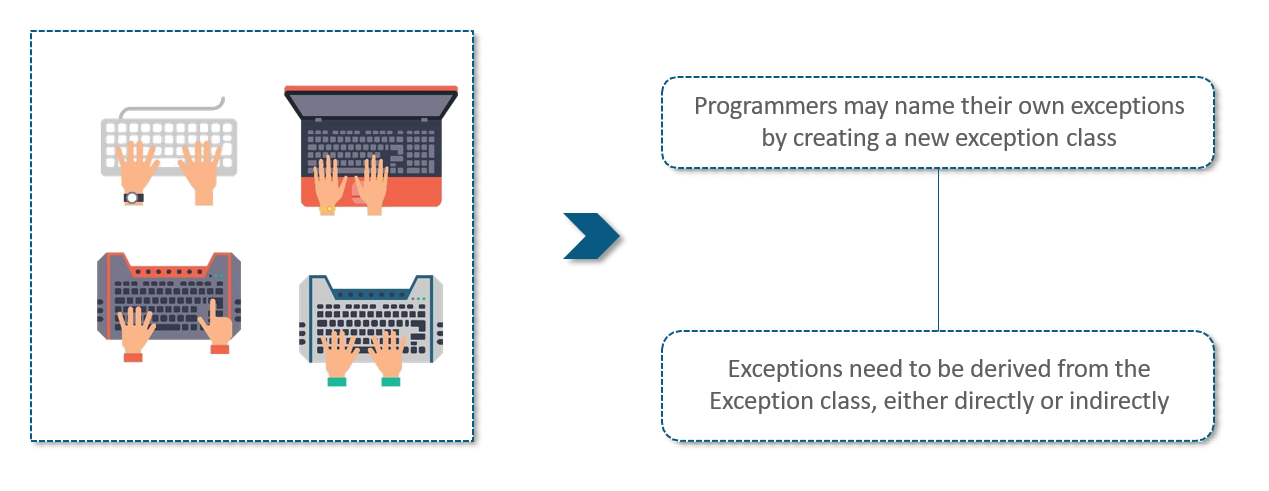 Programmers may name their own exceptions
by creating a new exception class
Exceptions need to be derived from the
Exception class, either directly or indirectly